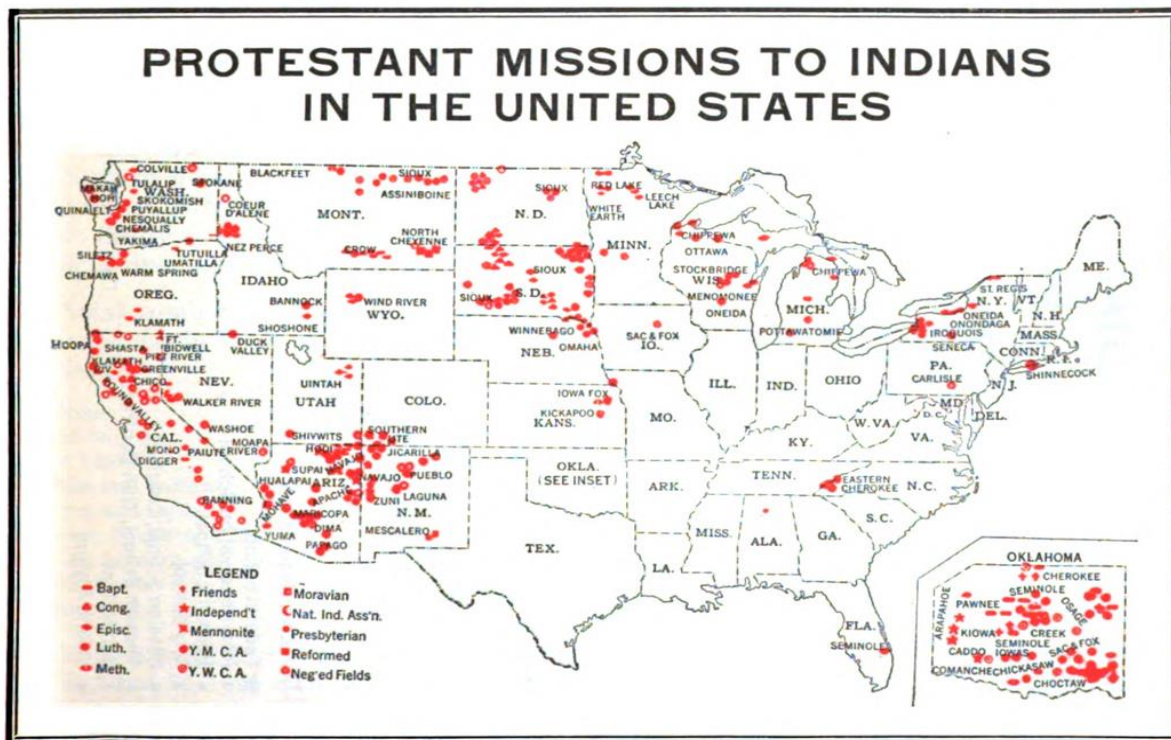 PROTESTANT MISSIONS TO INDIANS
IN THE UNITED STATES
COLVILLE
TULALIP
SPOKANE
MAKAH
WASH.
SKOKOMISH
QUINAIELT
PUYALLUP
NESQUALLY
CHEMALIS
YAKIMA
COEUR
D'ALENE
NEZ PERCE
TUTUILLA
UMATILLA
SILETZ
CHEMAWA
WARM SPRING
OREG.
KLAMATH
IDAHO
BANNOCK
SHOSHONE
BLACKFEET
SIOUX
ASSINIBOINE
MONT.
CROW
NORTH
CHEYENNE
WIND RIVER
WYO.
SIOUX
N.D.
SIOUX
SIOUX
S.D.
WINNEBAGO
OMAHA
NEB.
RED LAKE
LEECH
LAKE
WHITE
EARTH
MINN.
CHIPPEWA
OTTAWA
STOCKBRIDGE
WIS.
MENOMONEE
ONEIDA
CHIPPEWA
MICH.
POTTAWATOMIE
SAC & FOX
IO.
HOOPA
SHASTA
FT.
BIDWELL
PITT RIVER
KLAMATH
RIV.
GREENVILLE
CHICO
ROUND VALLEY
NEV.
DUCK
VALLEY
WALKER RIVER
WASHOE
CAL.
MONO
DIGGER
PAIUTE
MOAPA
RIVER
BANNING
UINTAH
UTAH
SHIVWITS
COLO.
SOUTHERN
UTE
HOPI
NAVAJO
SUPAI
HUALAPAI
ARIZ.
MOHAVE
APACHE
MARICOPA
DIMA
PAPAGO
YUMA
JICARILLA
NAVAJO
PUEBLO
ZUNI
LAGUNA
N.M.
MESCALERO
IOWA FOX
KICKAPOO
KANS.
OKLA.
(SEE INSET)
TEX.
MO.
ARK.
LA.
ILL.
IND.
OHIO
KY.
TENN.
MISS.
ALA.
GA.
FLA.
SEMINOLE
EASTERN
CHEROKEE
N.C.
S.C.
W.VA.
VA.
D.C.
MD.
DEL.
N.J.
PA.
CARLISLE
ST. REGIS
N.Y.
ONEIDA
ONONDAGA
IROQUOIS
SENECA
VT.
N.H.
ME.
MASS.
CONN.
R.I.
SHINNECOCK
LEGEND
Bapt.
Cong.
Episc.
Luth.
Meth.
Friends
Independ't
Mennonite
Y.M.C.A.
Y.W.C.A.
Moravian
Nat. Ind. Ass'n.
Presbyterian
Reformed
Neg'ed Fields
OKLAHOMA
CHEROKEE
SEMINOLE
PAWNEE
OSAGE
ARAPAHOE
KIOWA
CREEK
SEMINOLE
CADDO
IOWAS
SAC & FOX
COMANCHE
CHICKASAW
CHOCTAW